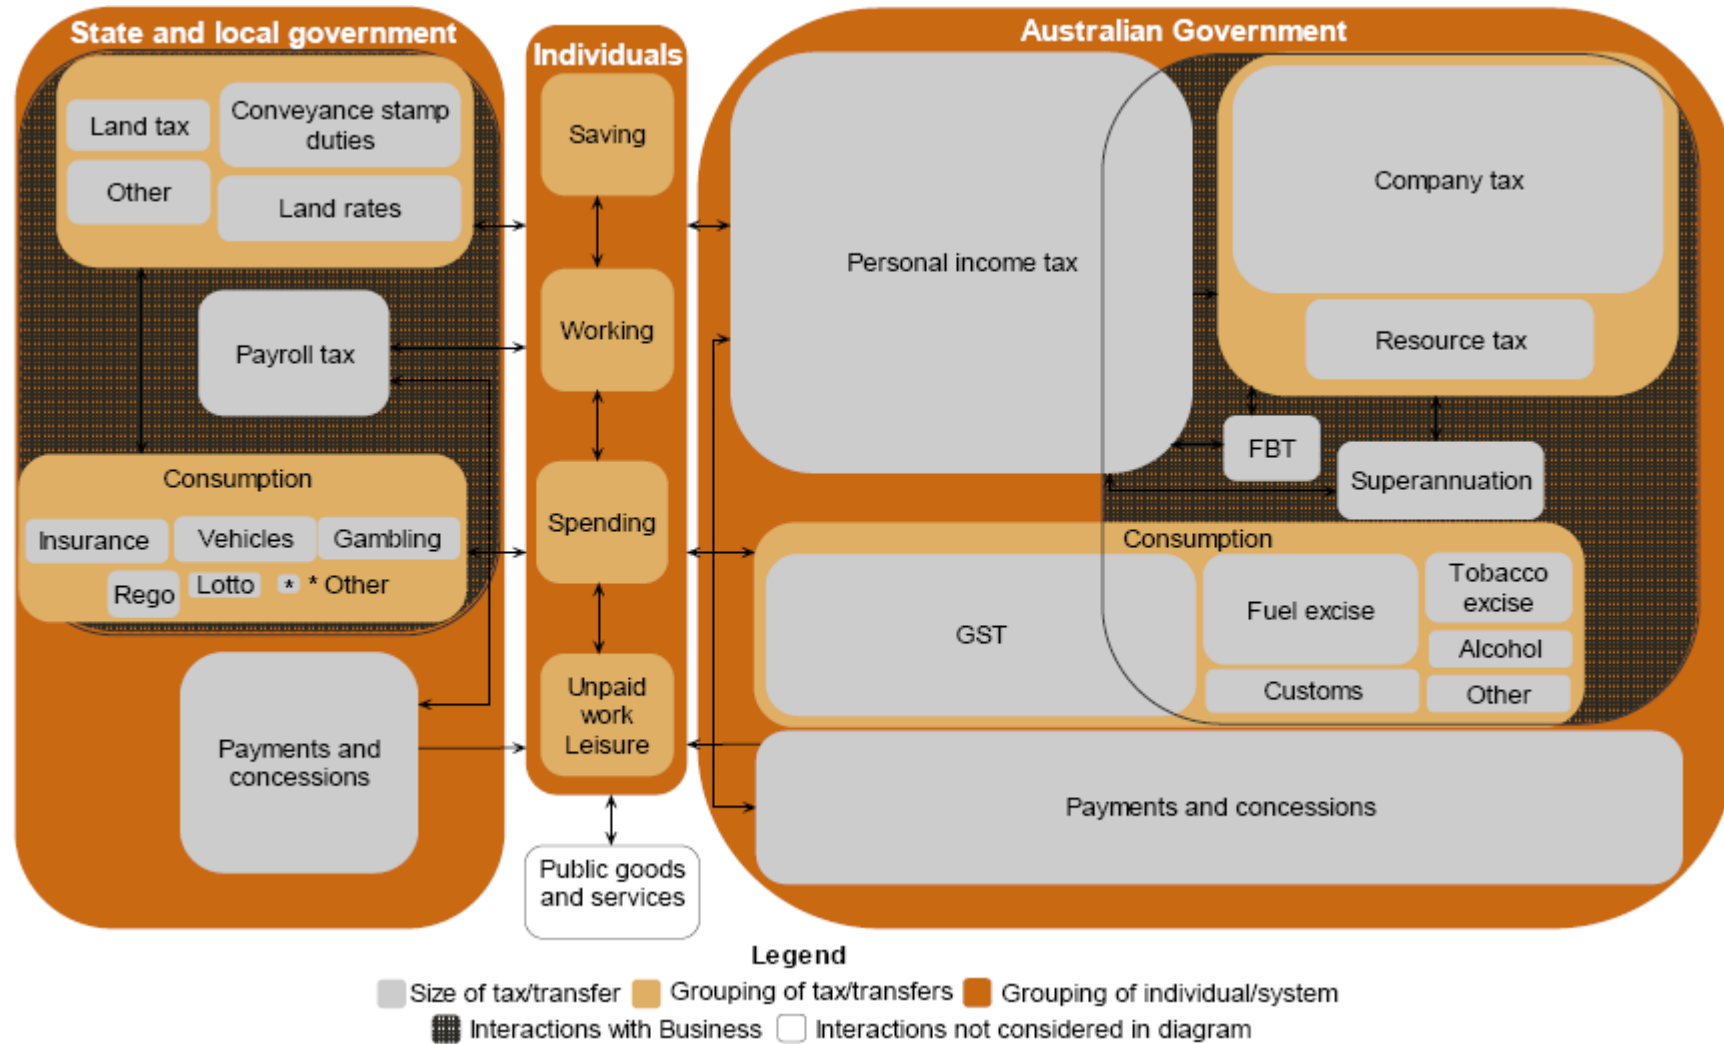 State and local government
Land tax
Conveyance stamp
duties
Other
Land rates
Payroll tax
Consumption
Insurance
Vehicles
Gambling
Rego
Lotto
*
* Other
Payments and
concessions
Individuals
Saving
Working
Spending
Unpaid
work
Leisure
Public goods
and services
Australian Government
Personal income tax
Company tax
Resource tax
FBT
Superannuation
Consumption
GST
Fuel excise
Tobacco
excise
Alcohol
Customs
Other
Payments and concessions
Legend
Size of tax/transfer
Grouping of tax/transfers
Grouping of individual/system
Interactions with Business
Interactions not considered in diagram